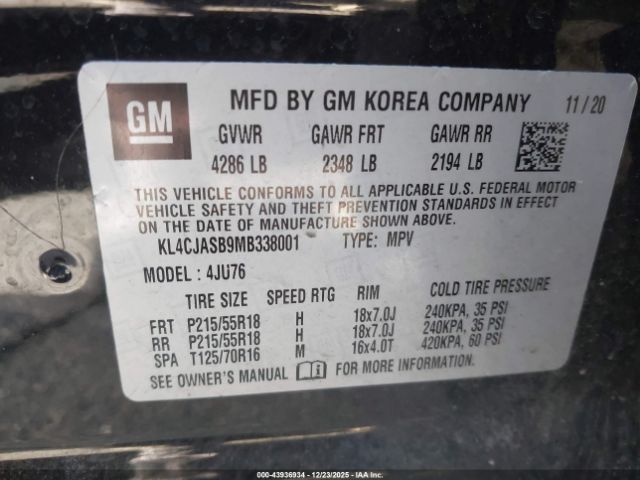 GM
MFD BY GM KOREA COMPANY 11/20
GVWR GAWR FRT GAWR RR
4286 LB 2348 LB 2194 LB
THIS VEHICLE CONFORMS TO ALL APPLICABLE U.S. FEDERAL MOTOR
VEHICLE SAFETY AND THEFT PREVENTION STANDARDS IN EFFECT
ON THE DATE OF MANUFACTURE SHOWN ABOVE.
KL4CJASB9MB338001 TYPE: MPV
MODEL: 4JU76
TIRE SIZE SPEED RTG RIM COLD TIRE PRESSURE
FRT P215/55R18 H 18x7.0J 240KPA, 35 PSI
RR P215/55R18 H 18x7.0J 240KPA, 35 PSI
SPA T125/70R16 M 16x4.0T 420KPA, 60 PSI
SEE OWNER'S MANUAL i FOR MORE INFORMATION.
000-43936934 - 12/23/2025 - IAA Inc.